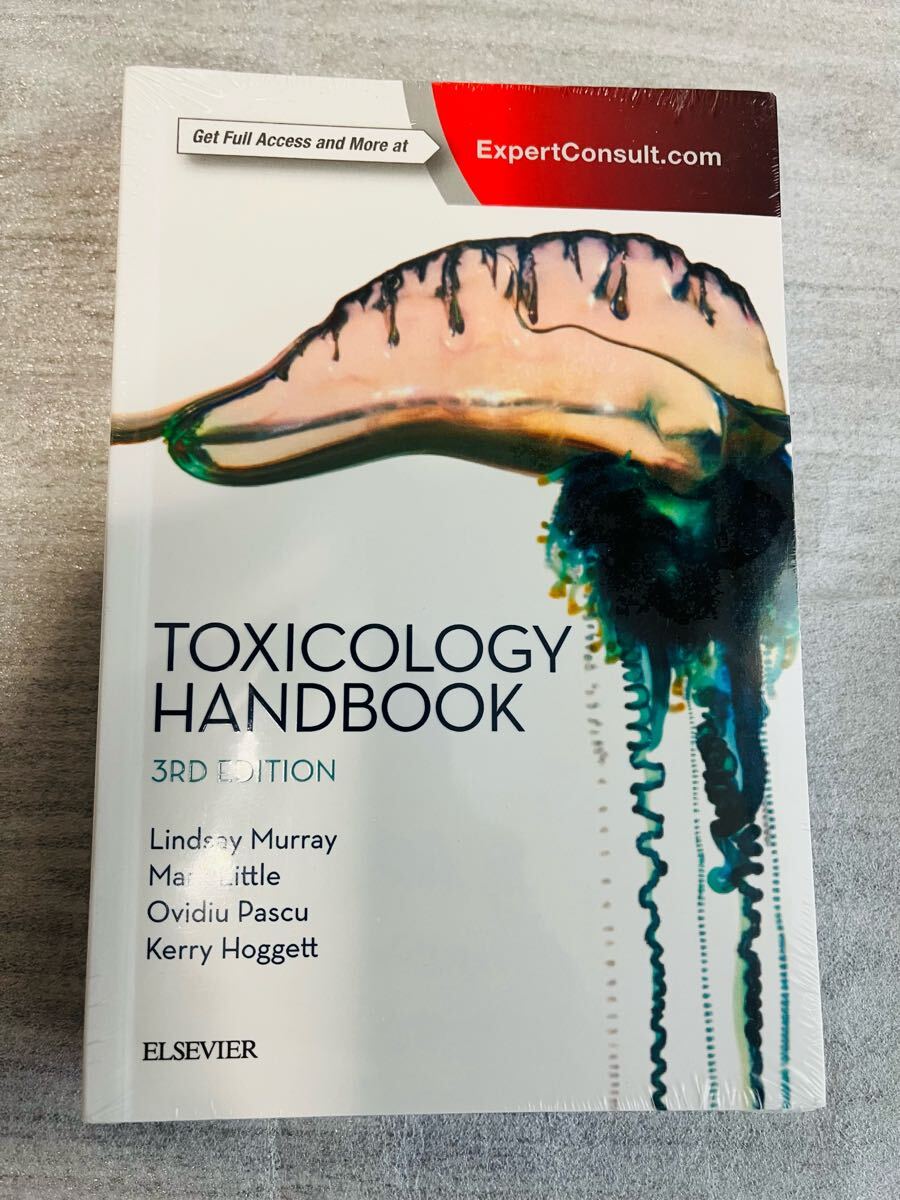 Get Full Access and More at
ExpertConsult.com
TOXICOLOGY
HANDBOOK
3RD EDITION
Lindsay Murray
Little
Ovidiu Pascu
Kerry Hoggett
ELSEVIER